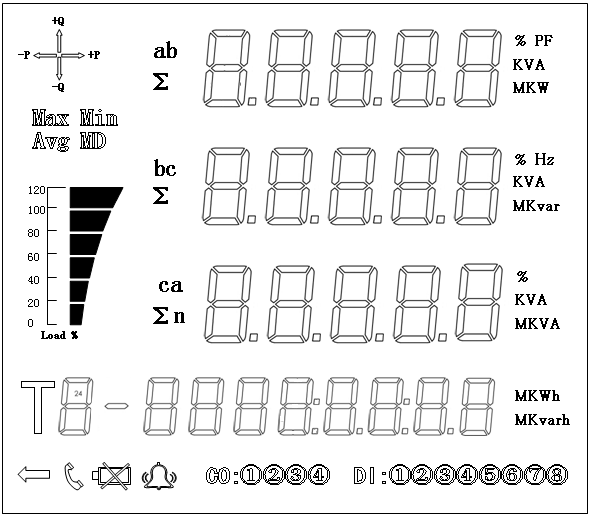 +Q
-P +P
-Q
Max Min
Avg MD
ab
Σ
% PF
KVA
MKW
bc
Σ
% Hz
KVA
MKvar
ca
Σn
%
KVA
MKVA
120
100
80
60
40
20
0
Load %
T 24 -
MKWh
MKvarh
CO:①②③④ DI:①②③④⑤⑥⑦⑧